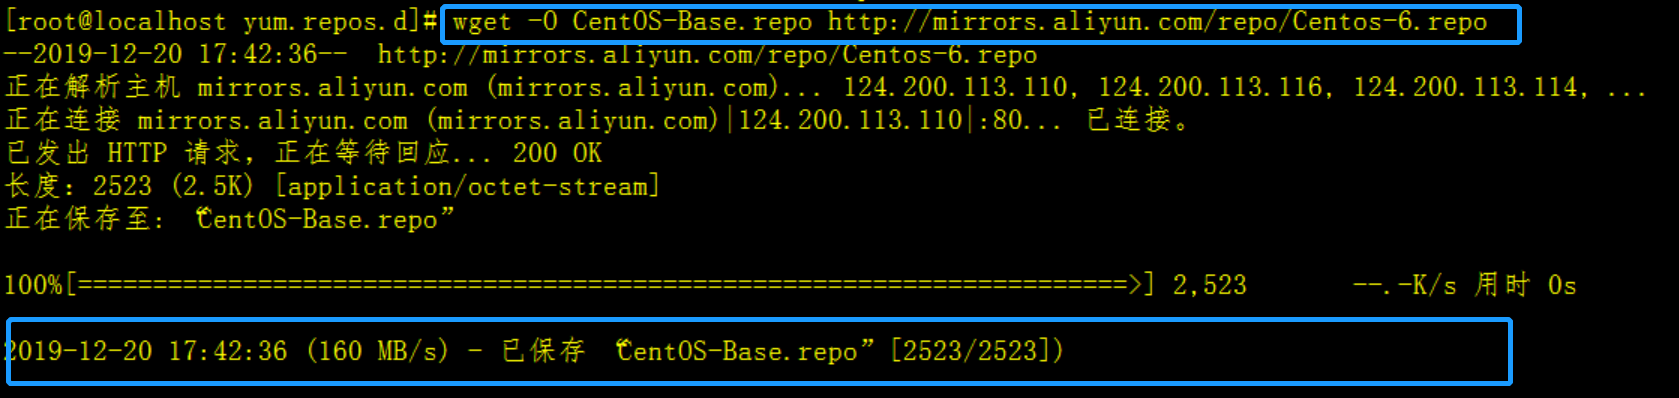 [root@localhost yum.repos.d]# wget -O CentOS-Base.repo http://mirrors.aliyun.com/repo/Centos-6.repo
--2019-12-20 17:42:36--  http://mirrors.aliyun.com/repo/Centos-6.repo
正在解析主机 mirrors.aliyun.com (mirrors.aliyun.com)... 124.200.113.110, 124.200.113.116, 124.200.113.114, ...
正在连接 mirrors.aliyun.com (mirrors.aliyun.com)|124.200.113.110|:80... 已连接。
已发出 HTTP 请求，正在等待回应... 200 OK
长度：2523 (2.5K) [application/octet-stream]
正在保存至: “CentOS-Base.repo”
100%[======================================================================>] 2,523       --.-K/s 用时 0s
2019-12-20 17:42:36 (160 MB/s) - 已保存 “CentOS-Base.repo” [2523/2523])